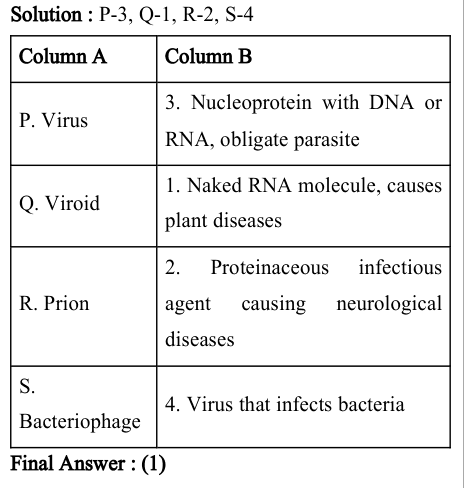 Solution : P-3, Q-1, R-2, S-4
Column A
Column B
P. Virus
3. Nucleoprotein with DNA or
RNA, obligate parasite
Q. Viroid
1. Naked RNA molecule, causes
plant diseases
R. Prion
2. Proteinaceous infectious
agent causing neurological
diseases
S.
Bacteriophage
4. Virus that infects bacteria
Final Answer : (1)